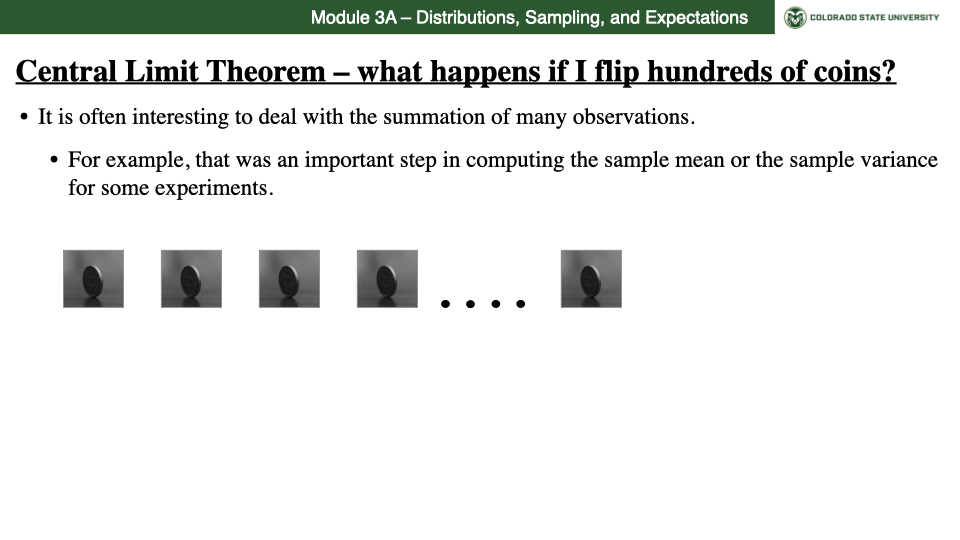 Module 3A – Distributions, Sampling, and Expectations
COLORADO STATE UNIVERSITY
Central Limit Theorem – what happens if I flip hundreds of coins?
• It is often interesting to deal with the summation of many observations.
• For example, that was an important step in computing the sample mean or the sample variance
for some experiments.
. . . .